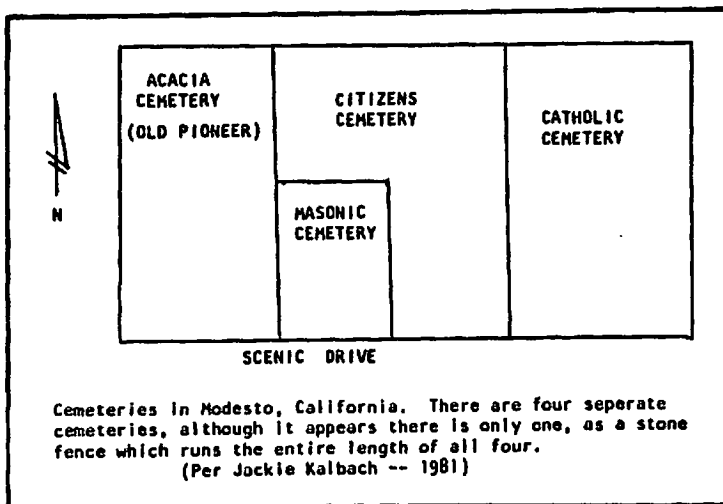 ACACIA
CEMETERY
(OLD PIONEER)
CITIZENS
CEMETERY
CATHOLIC
CEMETERY
N
MASONIC
CEMETERY
SCENIC DRIVE
Cemeteries in Modesto, California. There are four seperate
cemeteries, although it appears there is only one, as a stone
fence which runs the entire length of all four.
(Per Jackie Kalbach -- 1981)